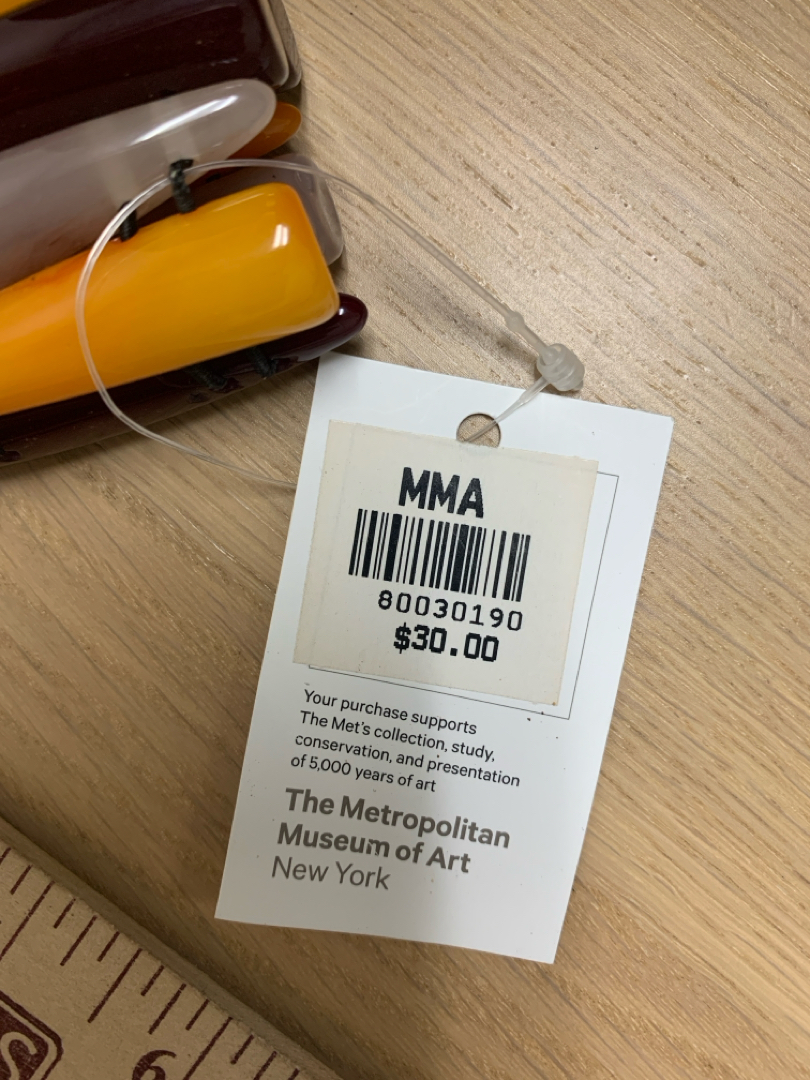 MMA
80030190
$30.00
Your purchase supports
The Met's collection, study,
conservation, and presentation
of 5,000 years of art
The Metropolitan
Museum of Art
New York
6
S